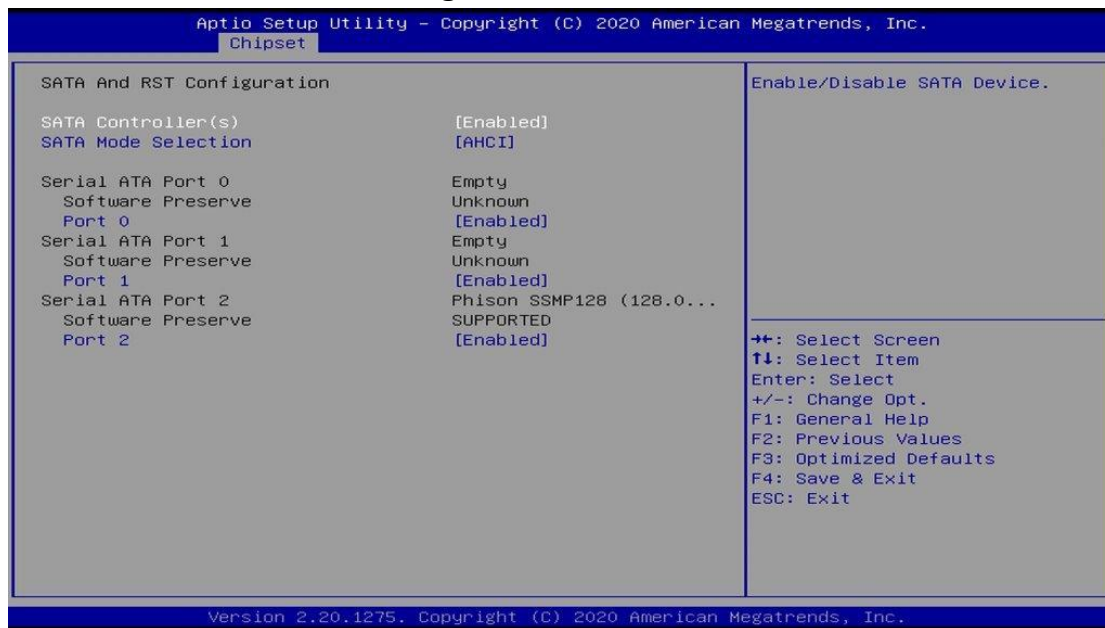 Aptio Setup Utility – Copyright (C) 2020 American Megatrends, Inc.
Chipset
SATA And RST Configuration
SATA Controller(s) [Enabled]
SATA Mode Selection [AHCI]
Serial ATA Port 0 Empty
Software Preserve Unknown
Port 0 [Enabled]
Serial ATA Port 1 Empty
Software Preserve Unknown
Port 1 [Enabled]
Serial ATA Port 2 Phison SSMP128 (128.0...
Software Preserve SUPPORTED
Port 2 [Enabled]
Enable/Disable SATA Device.
→←: Select Screen
↑↓: Select Item
Enter: Select
+/-: Change Opt.
F1: General Help
F2: Previous Values
F3: Optimized Defaults
F4: Save & Exit
ESC: Exit
Version 2.20.1275. Copyright (C) 2020 American Megatrends, Inc.